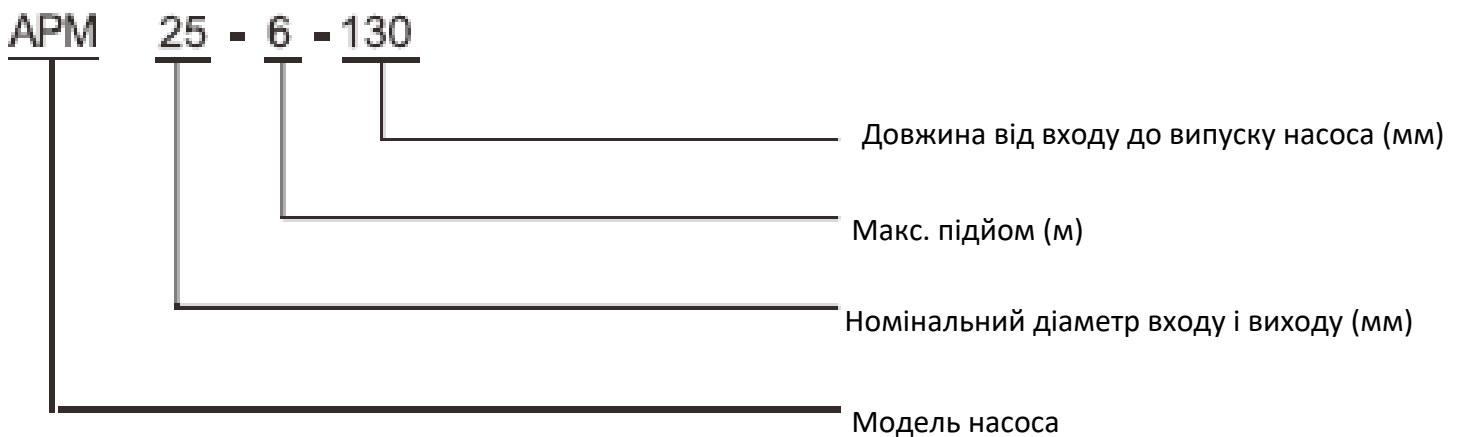 APM 25 - 6 - 130
Довжина від входу до випуску насоса (мм)
Макс. підйом (м)
Номінальний діаметр входу і виходу (мм)
Модель насоса